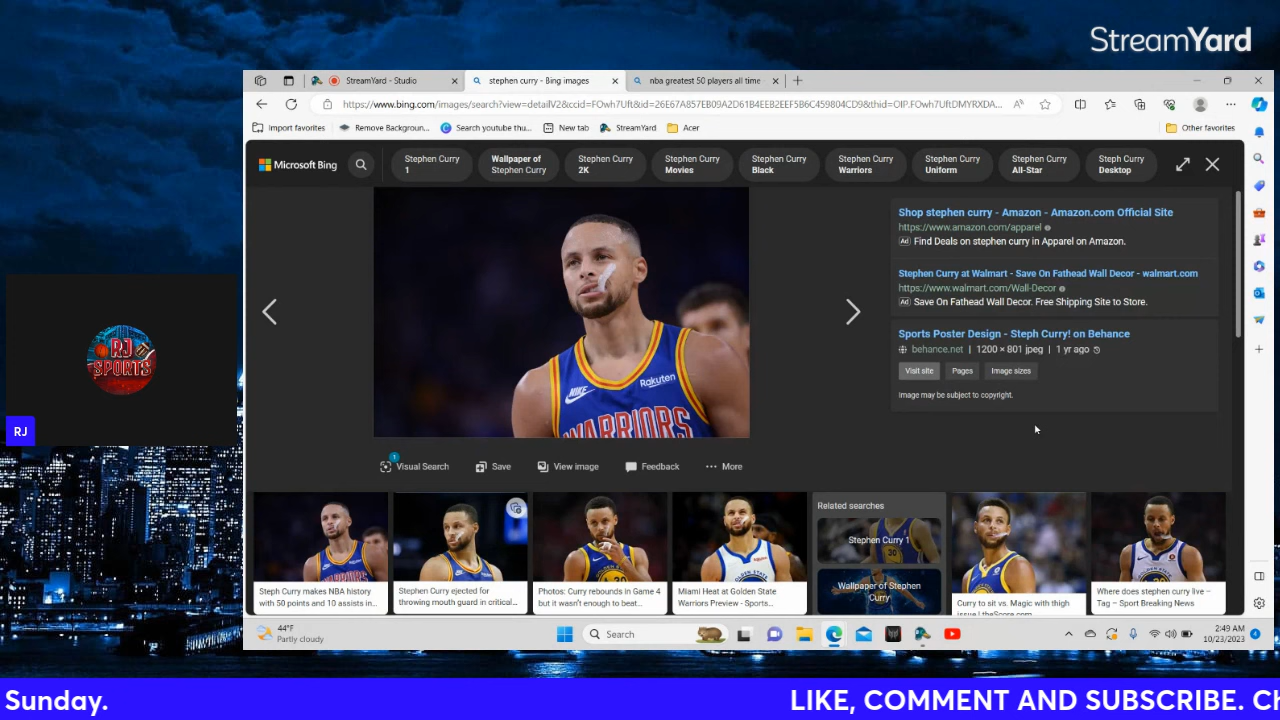 StreamYard
StreamYard - Studio
stephen curry - Bing images
nba greatest 50 players all time
https://www.bing.com/images/search?view=detailV2&ccid=FOwh7Uft&id=26E67A857EB09A2D61B4EEB2EEF5B6C459804CD9&thid=OIP.FOwh7UftDMYRXDA...
Import favorites
Remove Backgroun...
Search youtube thu...
New tab
StreamYard
Acer
Other favorites
Microsoft Bing
Stephen Curry
1
Wallpaper of
Stephen Curry
Stephen Curry
2K
Stephen Curry
Movies
Stephen Curry
Black
Stephen Curry
Warriors
Stephen Curry
Uniform
Stephen Curry
All-Star
Steph Curry
Desktop
NIKE
Rakuten
WARRIORS
Shop stephen curry - Amazon - Amazon.com Official Site
https://www.amazon.com/apparel
Ad Find Deals on stephen curry in Apparel on Amazon.
Stephen Curry at Walmart - Save On Fathead Wall Decor - walmart.com
https://www.walmart.com/Wall-Decor
Ad Save On Fathead Wall Decor. Free Shipping Site to Store.
Sports Poster Design - Steph Curry! on Behance
behance.net | 1200 × 801 jpeg | 1 yr ago
Visit site
Pages
Image sizes
Image may be subject to copyright.
RJ
SPORTS
RJ
1
Visual Search
Save
View image
Feedback
More
Steph Curry makes NBA history
with 50 points and 10 assists in...
Stephen Curry ejected for
throwing mouth guard in critical...
Photos: Curry rebounds in Game 4
but it wasn't enough to beat...
Miami Heat at Golden State
Warriors Preview - Sports...
Related searches
Stephen Curry 1
Wallpaper of Stephen
Curry
Curry to sit vs. Magic with thigh
issue | theScore.com
Where does stephen curry live –
Tag – Sport Breaking News
44°F
Partly cloudy
Search
2:49 AM
10/23/2023
4
Sunday.
LIKE, COMMENT AND SUBSCRIBE. Ch